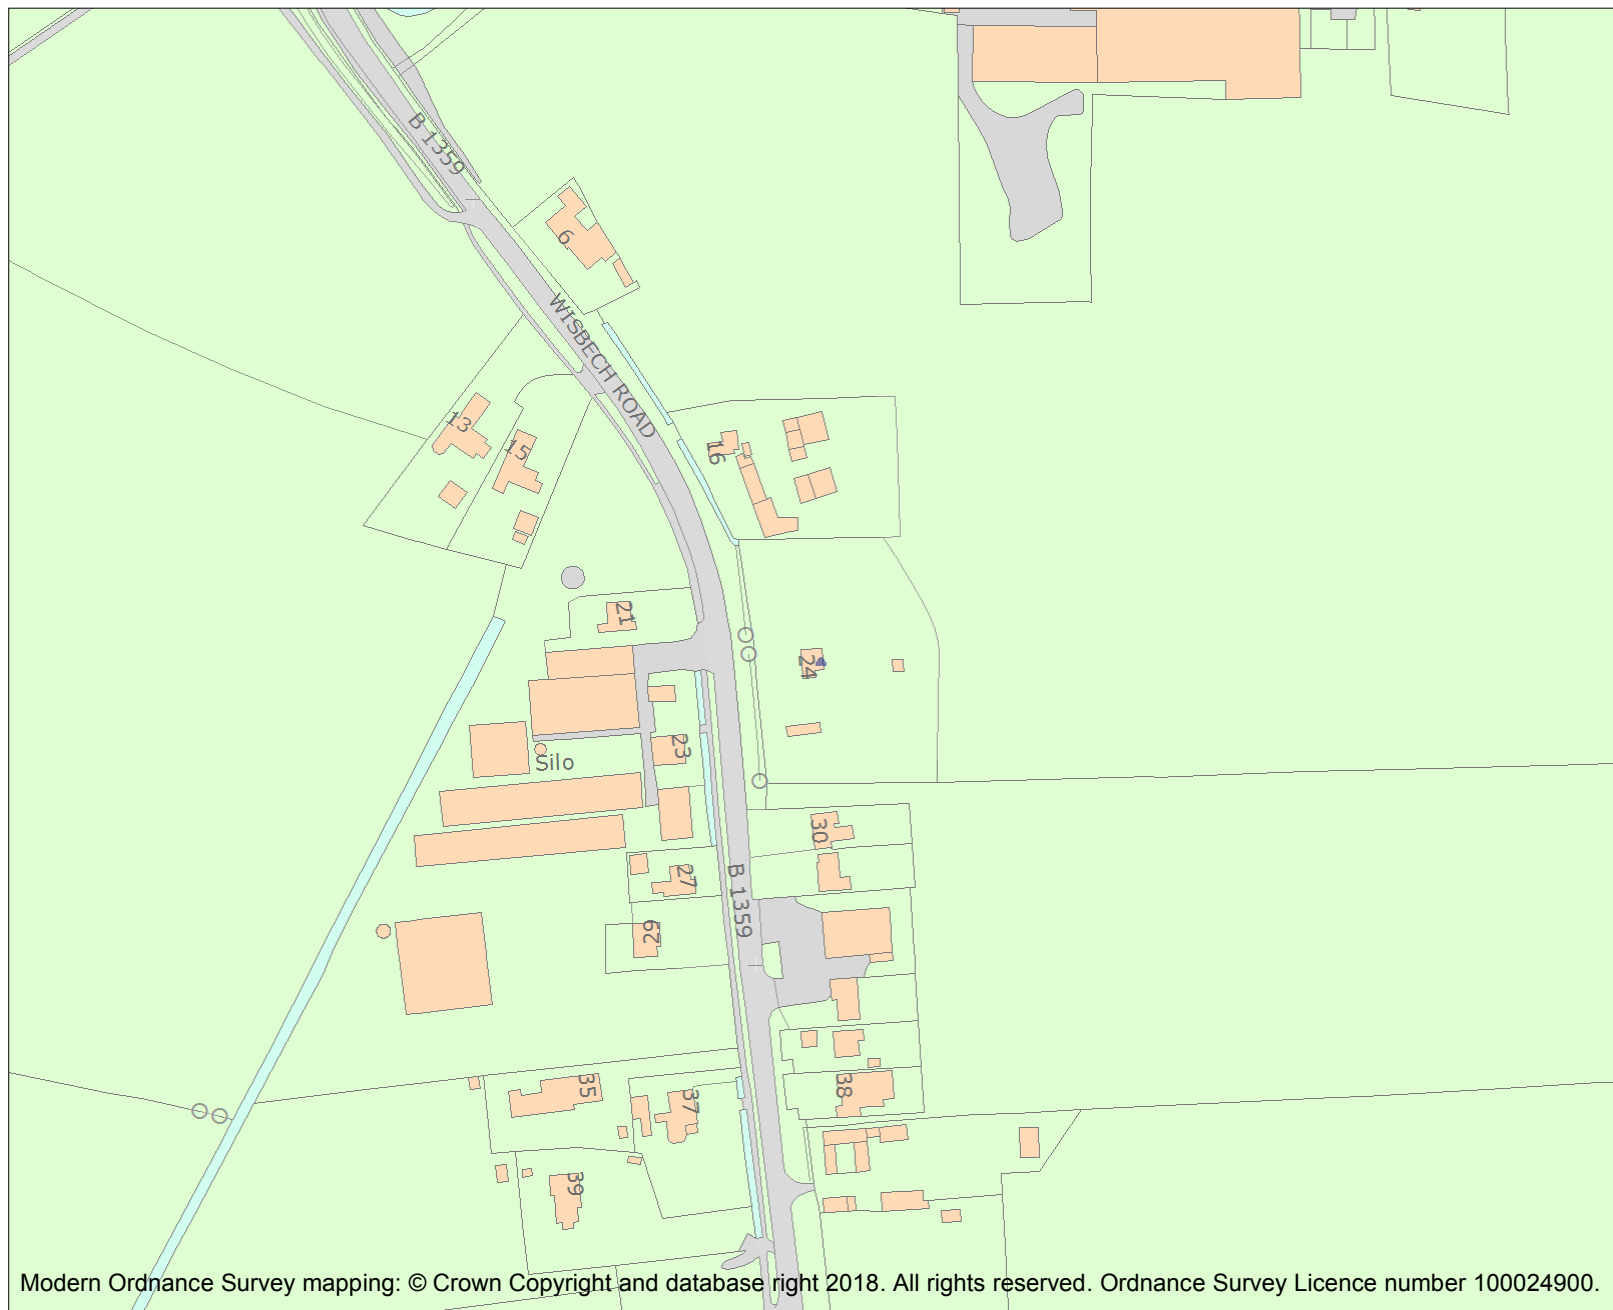 B 1359
6
WISBECH ROAD
13
15
16
21
24
23
Silo
30
27
B 1359
29
35
37
38
39
Modern Ordnance Survey mapping: © Crown Copyright and database right 2018. All rights reserved. Ordnance Survey Licence number 100024900.